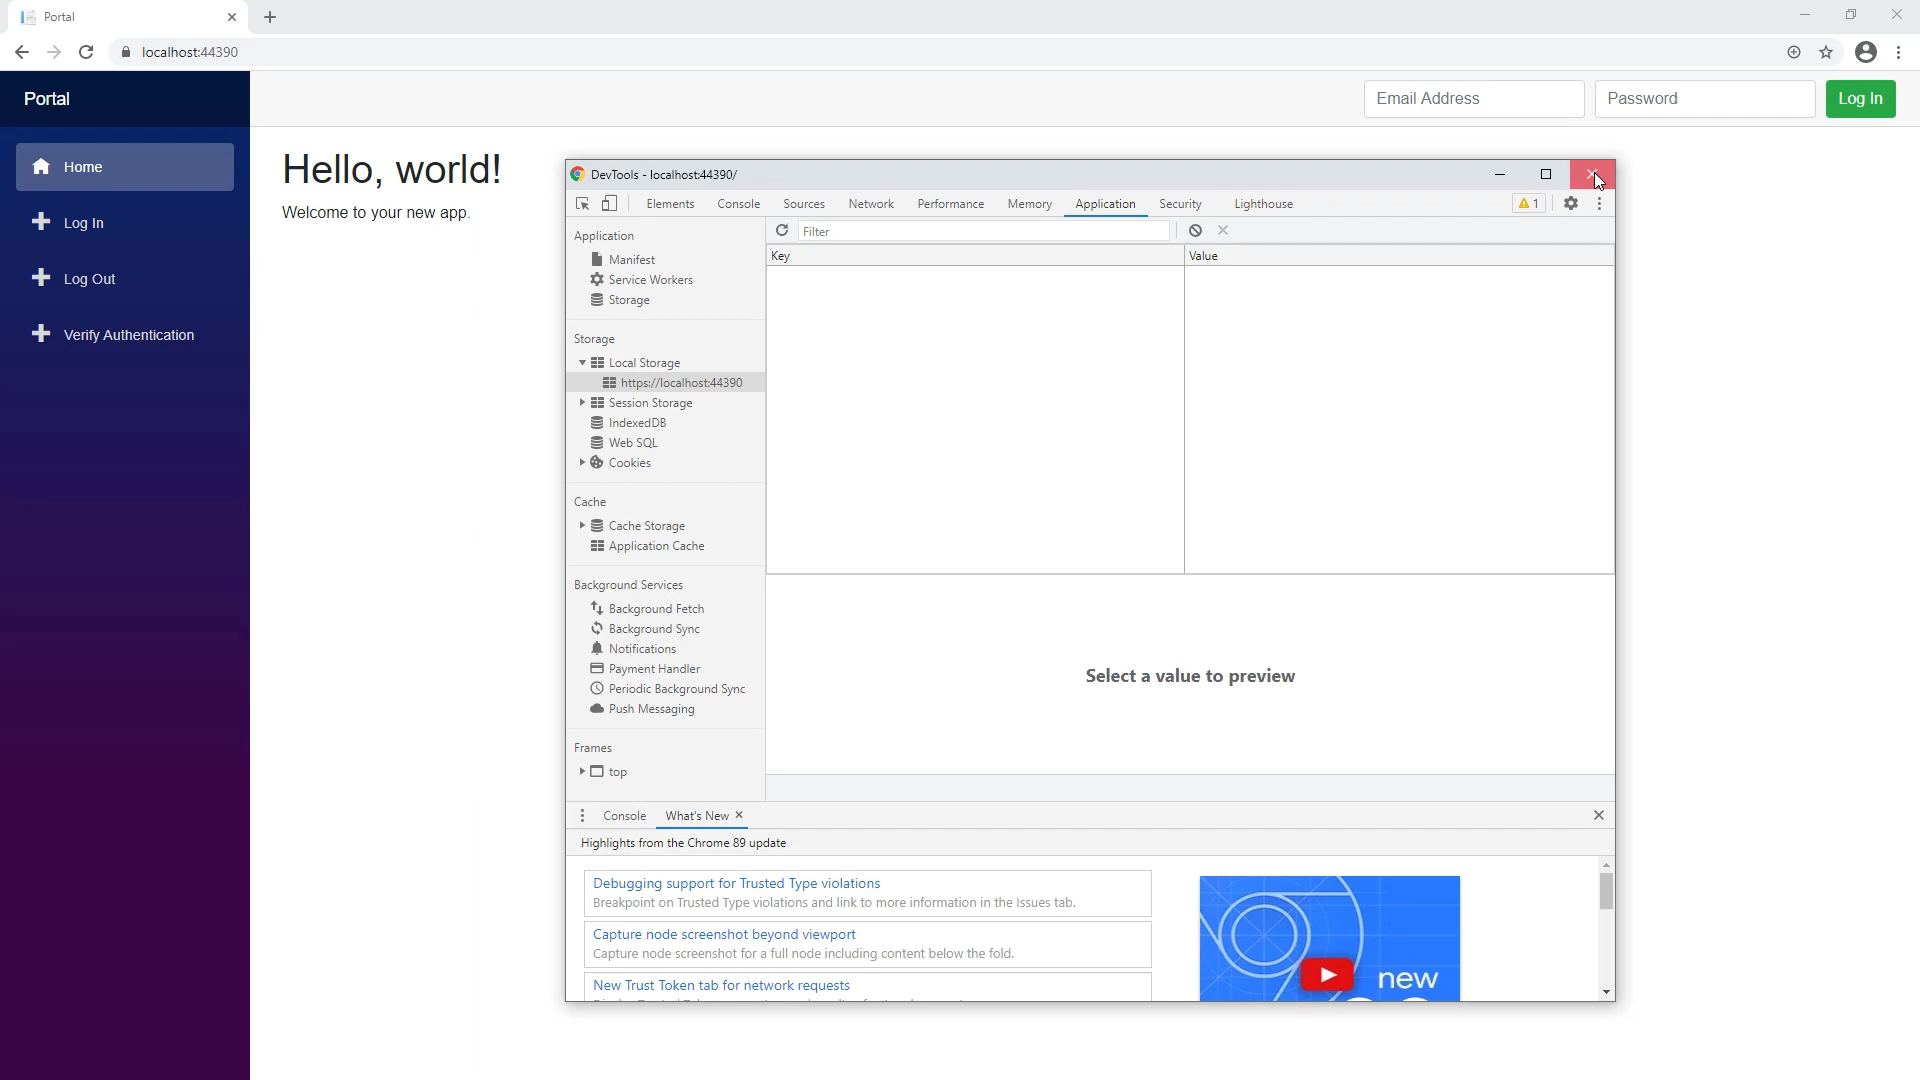 Portal
localhost:44390
Portal
Email Address
Password
Log In
Home
Log In
Log Out
Verify Authentication
Hello, world!
Welcome to your new app.
DevTools - localhost:44390/
Elements
Console
Sources
Network
Performance
Memory
Application
Security
Lighthouse
1
Application
Manifest
Service Workers
Storage
Storage
Local Storage
https://localhost:44390
Session Storage
IndexedDB
Web SQL
Cookies
Cache
Cache Storage
Application Cache
Background Services
Background Fetch
Background Sync
Notifications
Payment Handler
Periodic Background Sync
Push Messaging
Frames
top
Filter
Key
Value
Select a value to preview
Console
What's New
Highlights from the Chrome 89 update
Debugging support for Trusted Type violations
Breakpoint on Trusted Type violations and link to more information in the Issues tab.
Capture node screenshot beyond viewport
Capture node screenshot for a full node including content below the fold.
New Trust Token tab for network requests
new